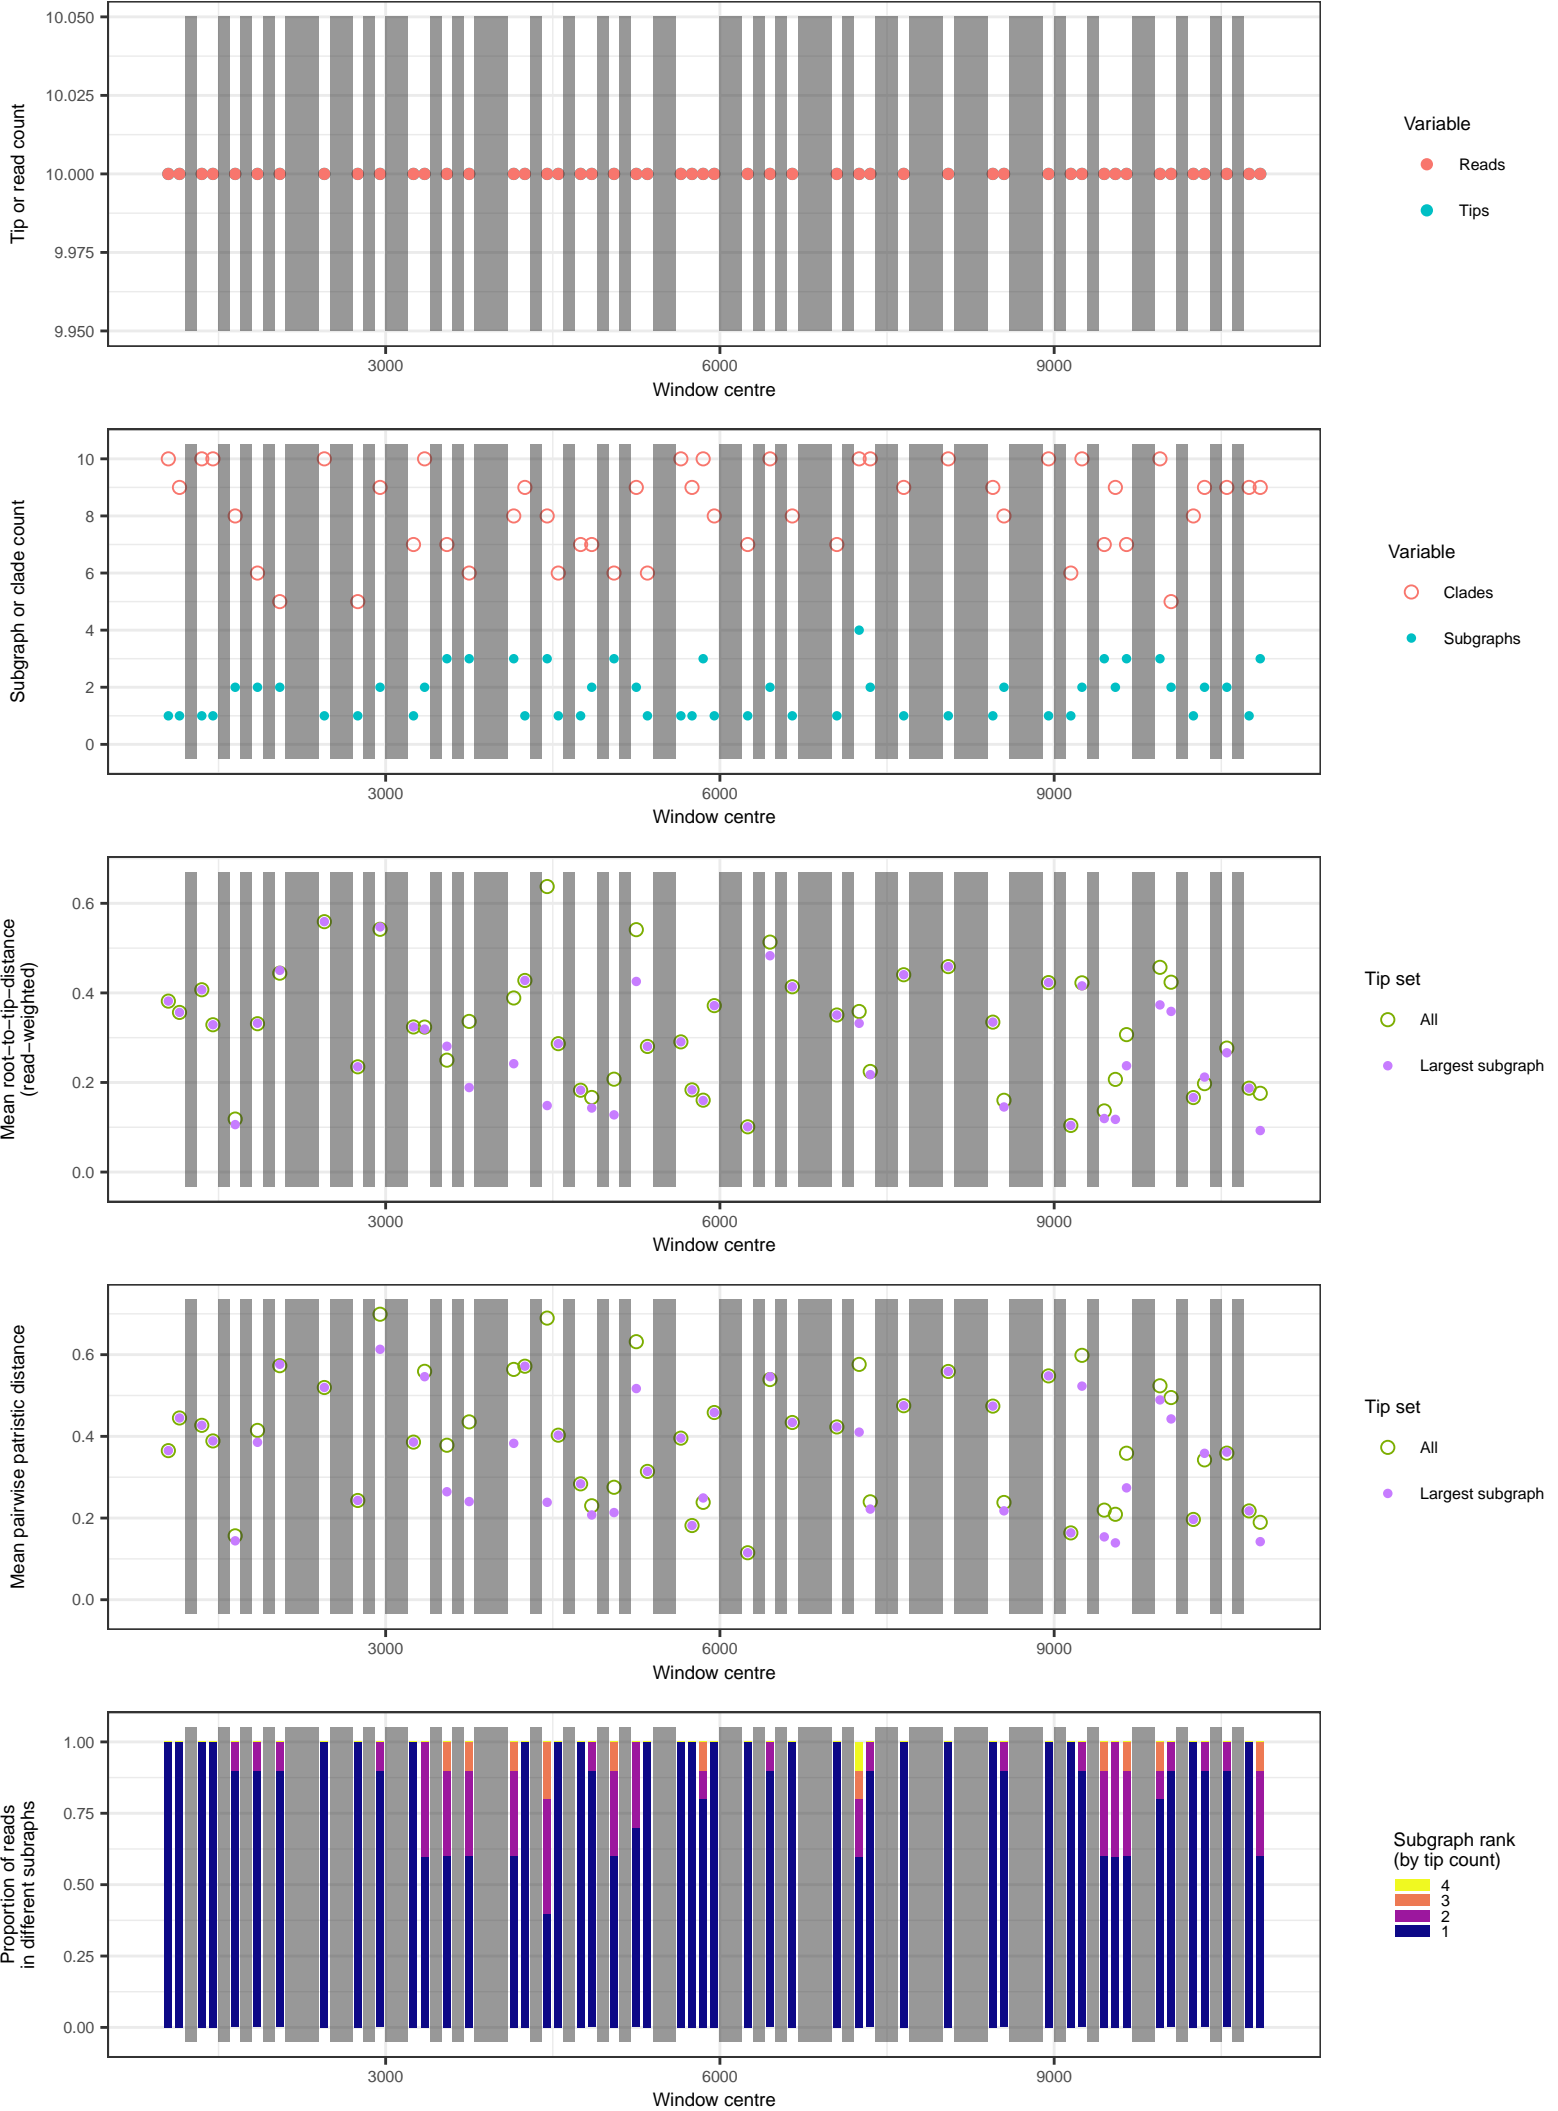 Tip or read count
10.050
10.025
10.000
9.975
9.950
3000
6000
9000
Window centre
Variable
Reads
Tips
Subgraph or clade count
10
8
6
4
2
0
3000
6000
9000
Window centre
Variable
Clades
Subgraphs
Mean root−to−tip−distance
(read−weighted)
0.6
0.4
0.2
0.0
3000
6000
9000
Window centre
Tip set
All
Largest subgraph
Mean pairwise patristic distance
0.6
0.4
0.2
0.0
3000
6000
9000
Window centre
Tip set
All
Largest subgraph
Proportion of reads
in different subraphs
1.00
0.75
0.50
0.25
0.00
3000
6000
9000
Window centre
Subgraph rank
(by tip count)
4
3
2
1